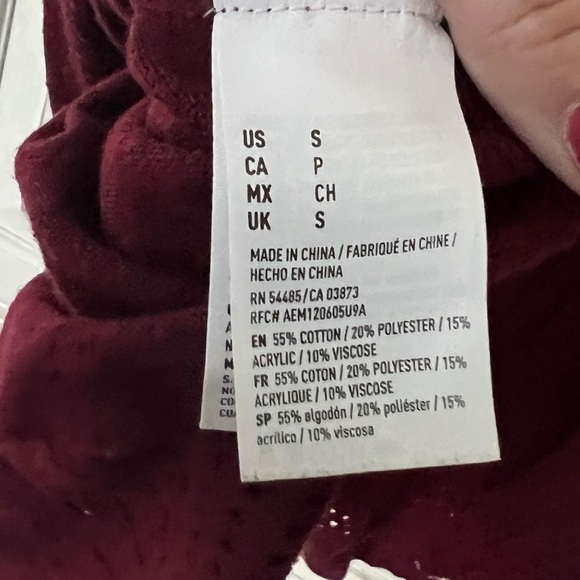 US S
CA P
MX CH
UK S
MADE IN CHINA / FABRIQUÉ EN CHINE /
HECHO EN CHINA
RN 54485/CA 03873
RFC# AEM120605U9A
EN 55% COTTON / 20% POLYESTER / 15%
ACRYLIC / 10% VISCOSE
FR 55% COTON / 20% POLYESTER / 15%
ACRYLIQUE / 10% VISCOSE
SP 55% algodón / 20% poliéster / 15%
acrílico / 10% viscosa